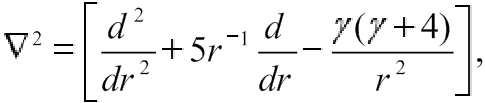 ∇² = [ d²/dr² + 5r⁻¹ d/dr − γ(γ + 4)/r² ],